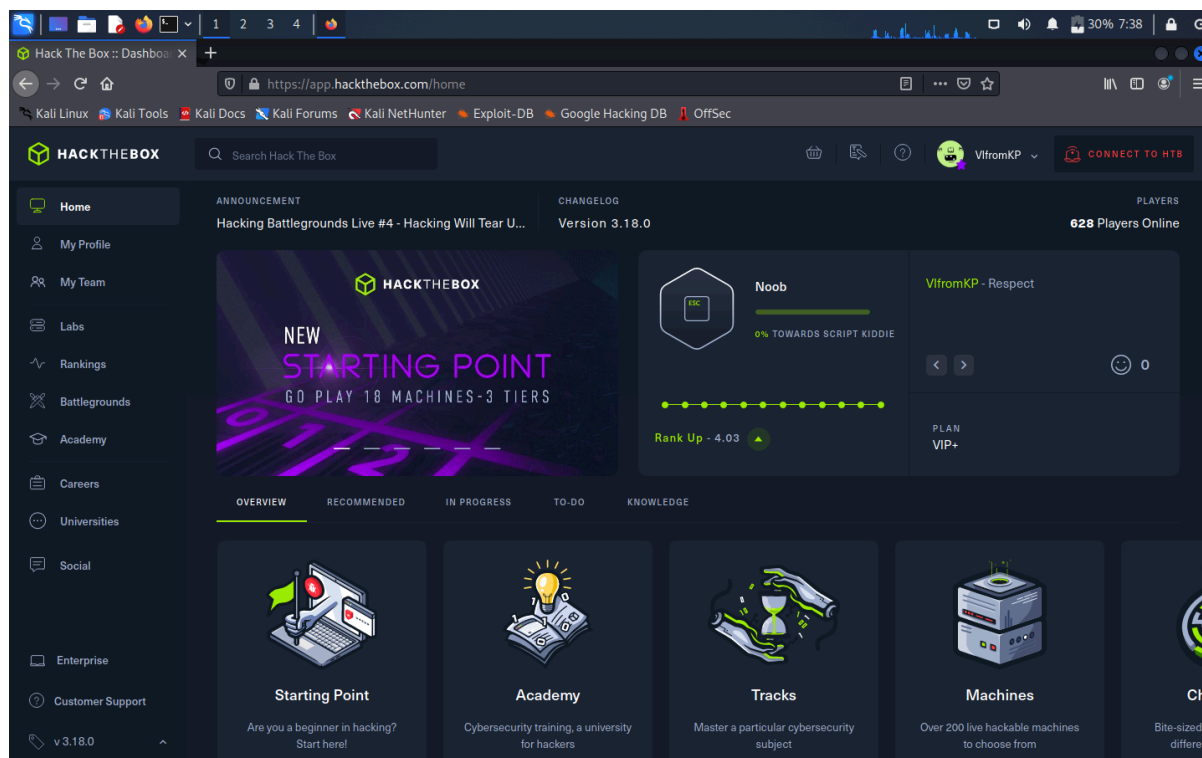 1 2 3 4 30% 7:38
Hack The Box :: Dashboa
https://app.hackthebox.com/home
Kali Linux Kali Tools Kali Docs Kali Forums Kali NetHunter Exploit-DB Google Hacking DB OffSec
HACKTHEBOX Search Hack The Box VIfromKP CONNECT TO HTB
Home
My Profile
My Team
Labs
Rankings
Battlegrounds
Academy
Careers
Universities
Social
Enterprise
Customer Support
v 3.18.0
ANNOUNCEMENT CHANGELOG PLAYERS
Hacking Battlegrounds Live #4 - Hacking Will Tear U... Version 3.18.0 628 Players Online
HACKTHEBOX
NEW
STARTING POINT
GO PLAY 18 MACHINES-3 TIERS
ESC
Noob
0% TOWARDS SCRIPT KIDDIE
Rank Up - 4.03
VIfromKP - Respect
0
PLAN
VIP+
OVERVIEW RECOMMENDED IN PROGRESS TO-DO KNOWLEDGE
Starting Point
Are you a beginner in hacking?
Start here!
Academy
Cybersecurity training, a university
for hackers
Tracks
Master a particular cybersecurity
subject
Machines
Over 200 live hackable machines
to choose from
Ch
Bite-sized
differe